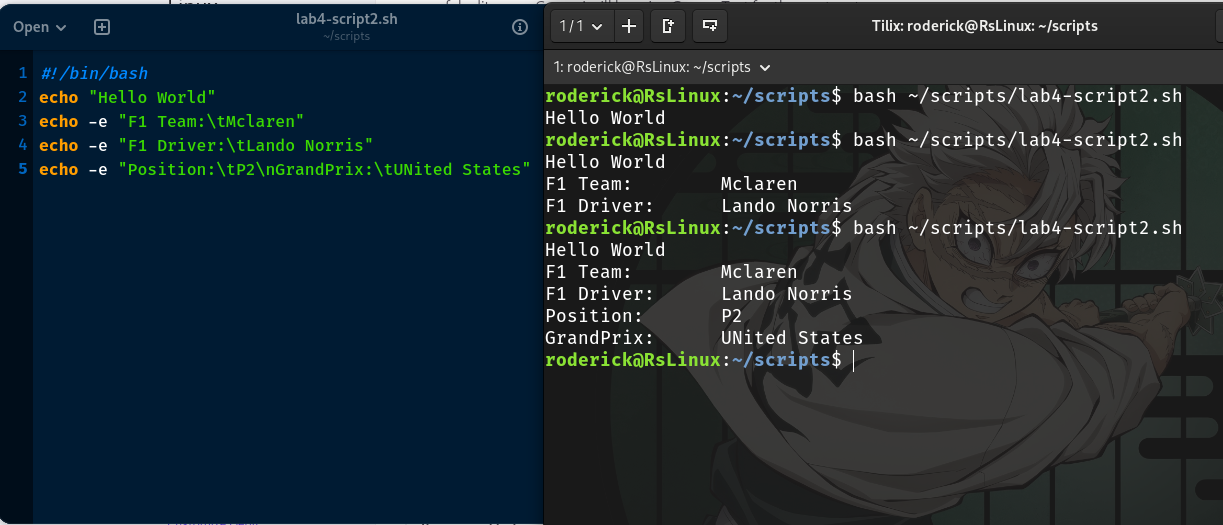 Open
lab4-script2.sh
~/scripts
1 #!/bin/bash
2 echo "Hello World"
3 echo -e "F1 Team:\tMclaren"
4 echo -e "F1 Driver:\tLando Norris"
5 echo -e "Position:\tP2\nGrandPrix:\tUNited States"
1/1
Tilix: roderick@RsLinux: ~/scripts
1: roderick@RsLinux: ~/scripts
roderick@RsLinux:~/scripts$ bash ~/scripts/lab4-script2.sh
Hello World
roderick@RsLinux:~/scripts$ bash ~/scripts/lab4-script2.sh
Hello World
F1 Team: Mclaren
F1 Driver: Lando Norris
roderick@RsLinux:~/scripts$ bash ~/scripts/lab4-script2.sh
Hello World
F1 Team: Mclaren
F1 Driver: Lando Norris
Position: P2
GrandPrix: UNited States
roderick@RsLinux:~/scripts$